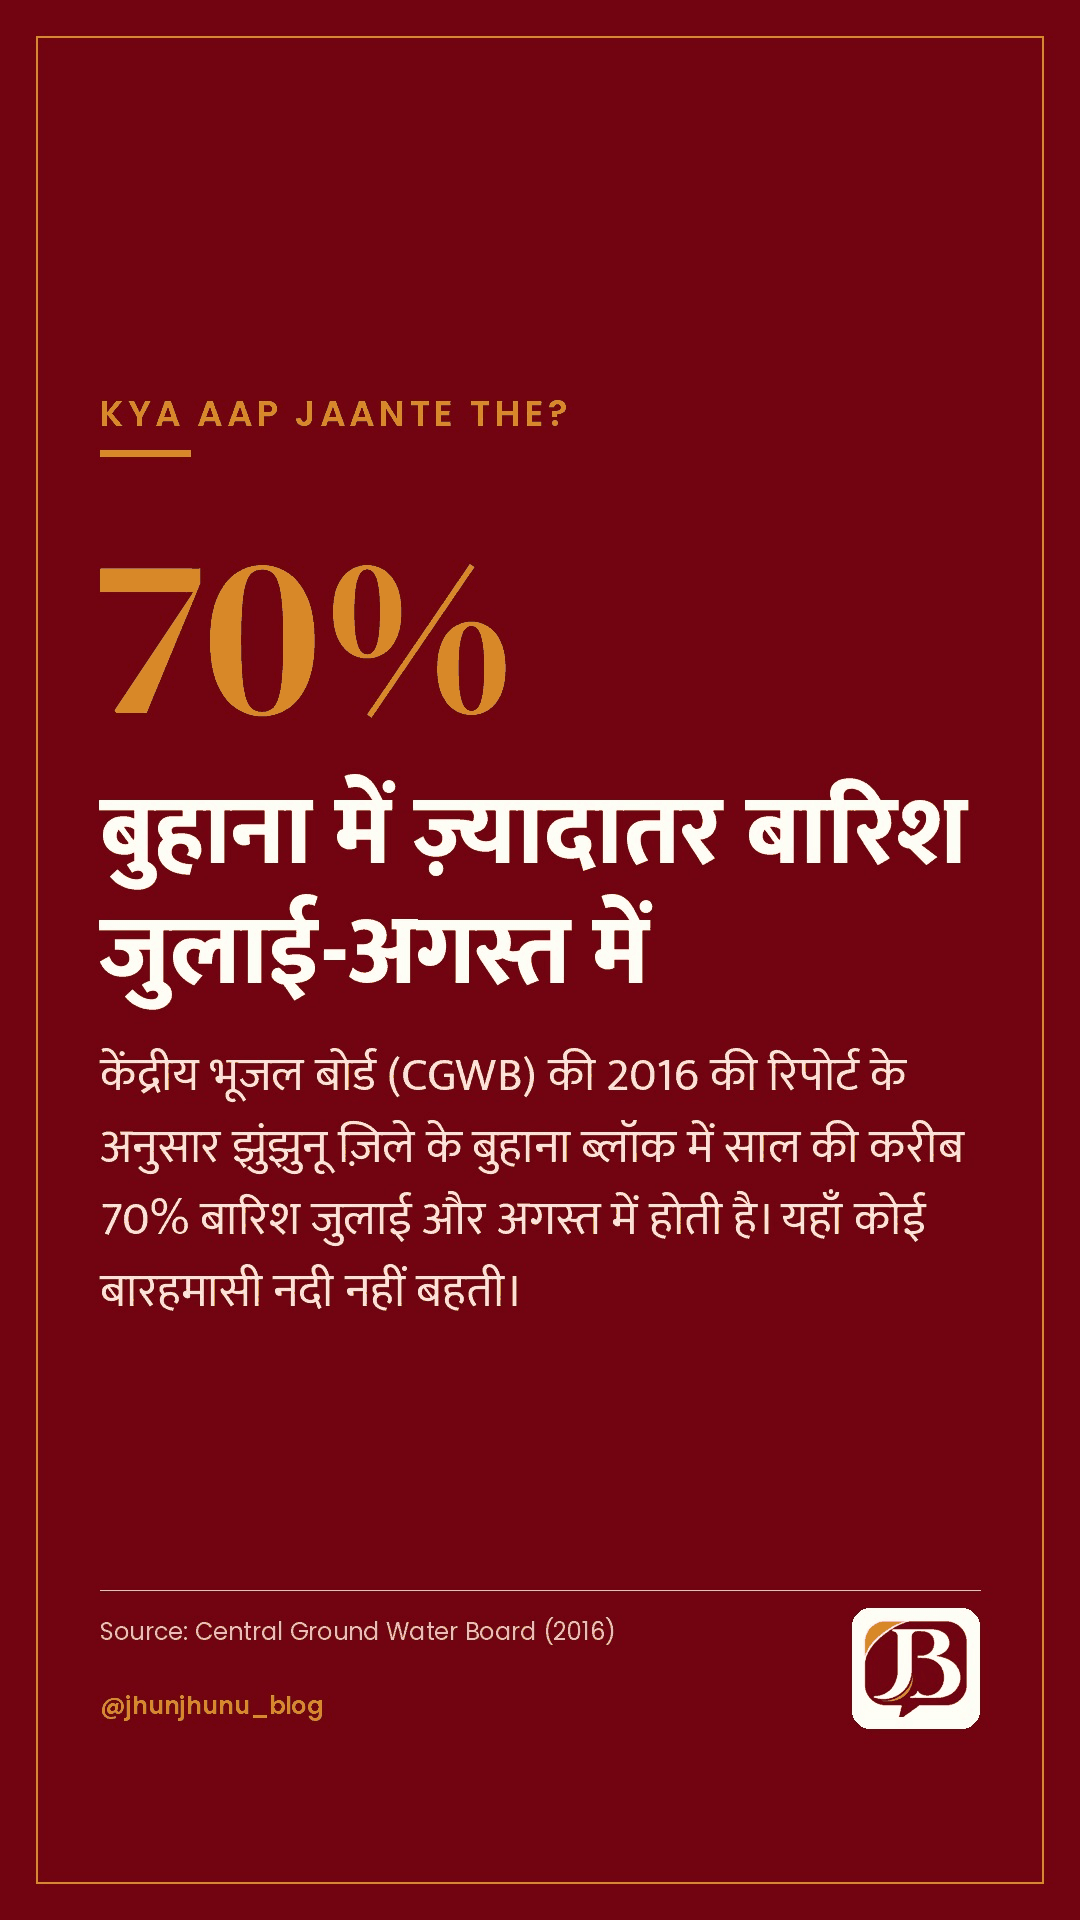 KYA AAP JAANTE THE?
70%
बुहाना में ज़्यादातर बारिश
जुलाई-अगस्त में
केंद्रीय भूजल बोर्ड (CGWB) की 2016 की रिपोर्ट के
अनुसार झुंझुनू ज़िले के बुहाना ब्लॉक में साल की करीब
70% बारिश जुलाई और अगस्त में होती है। यहाँ कोई
बारहमासी नदी नहीं बहती।
Source: Central Ground Water Board (2016)
@jhunjhunu_blog
JB